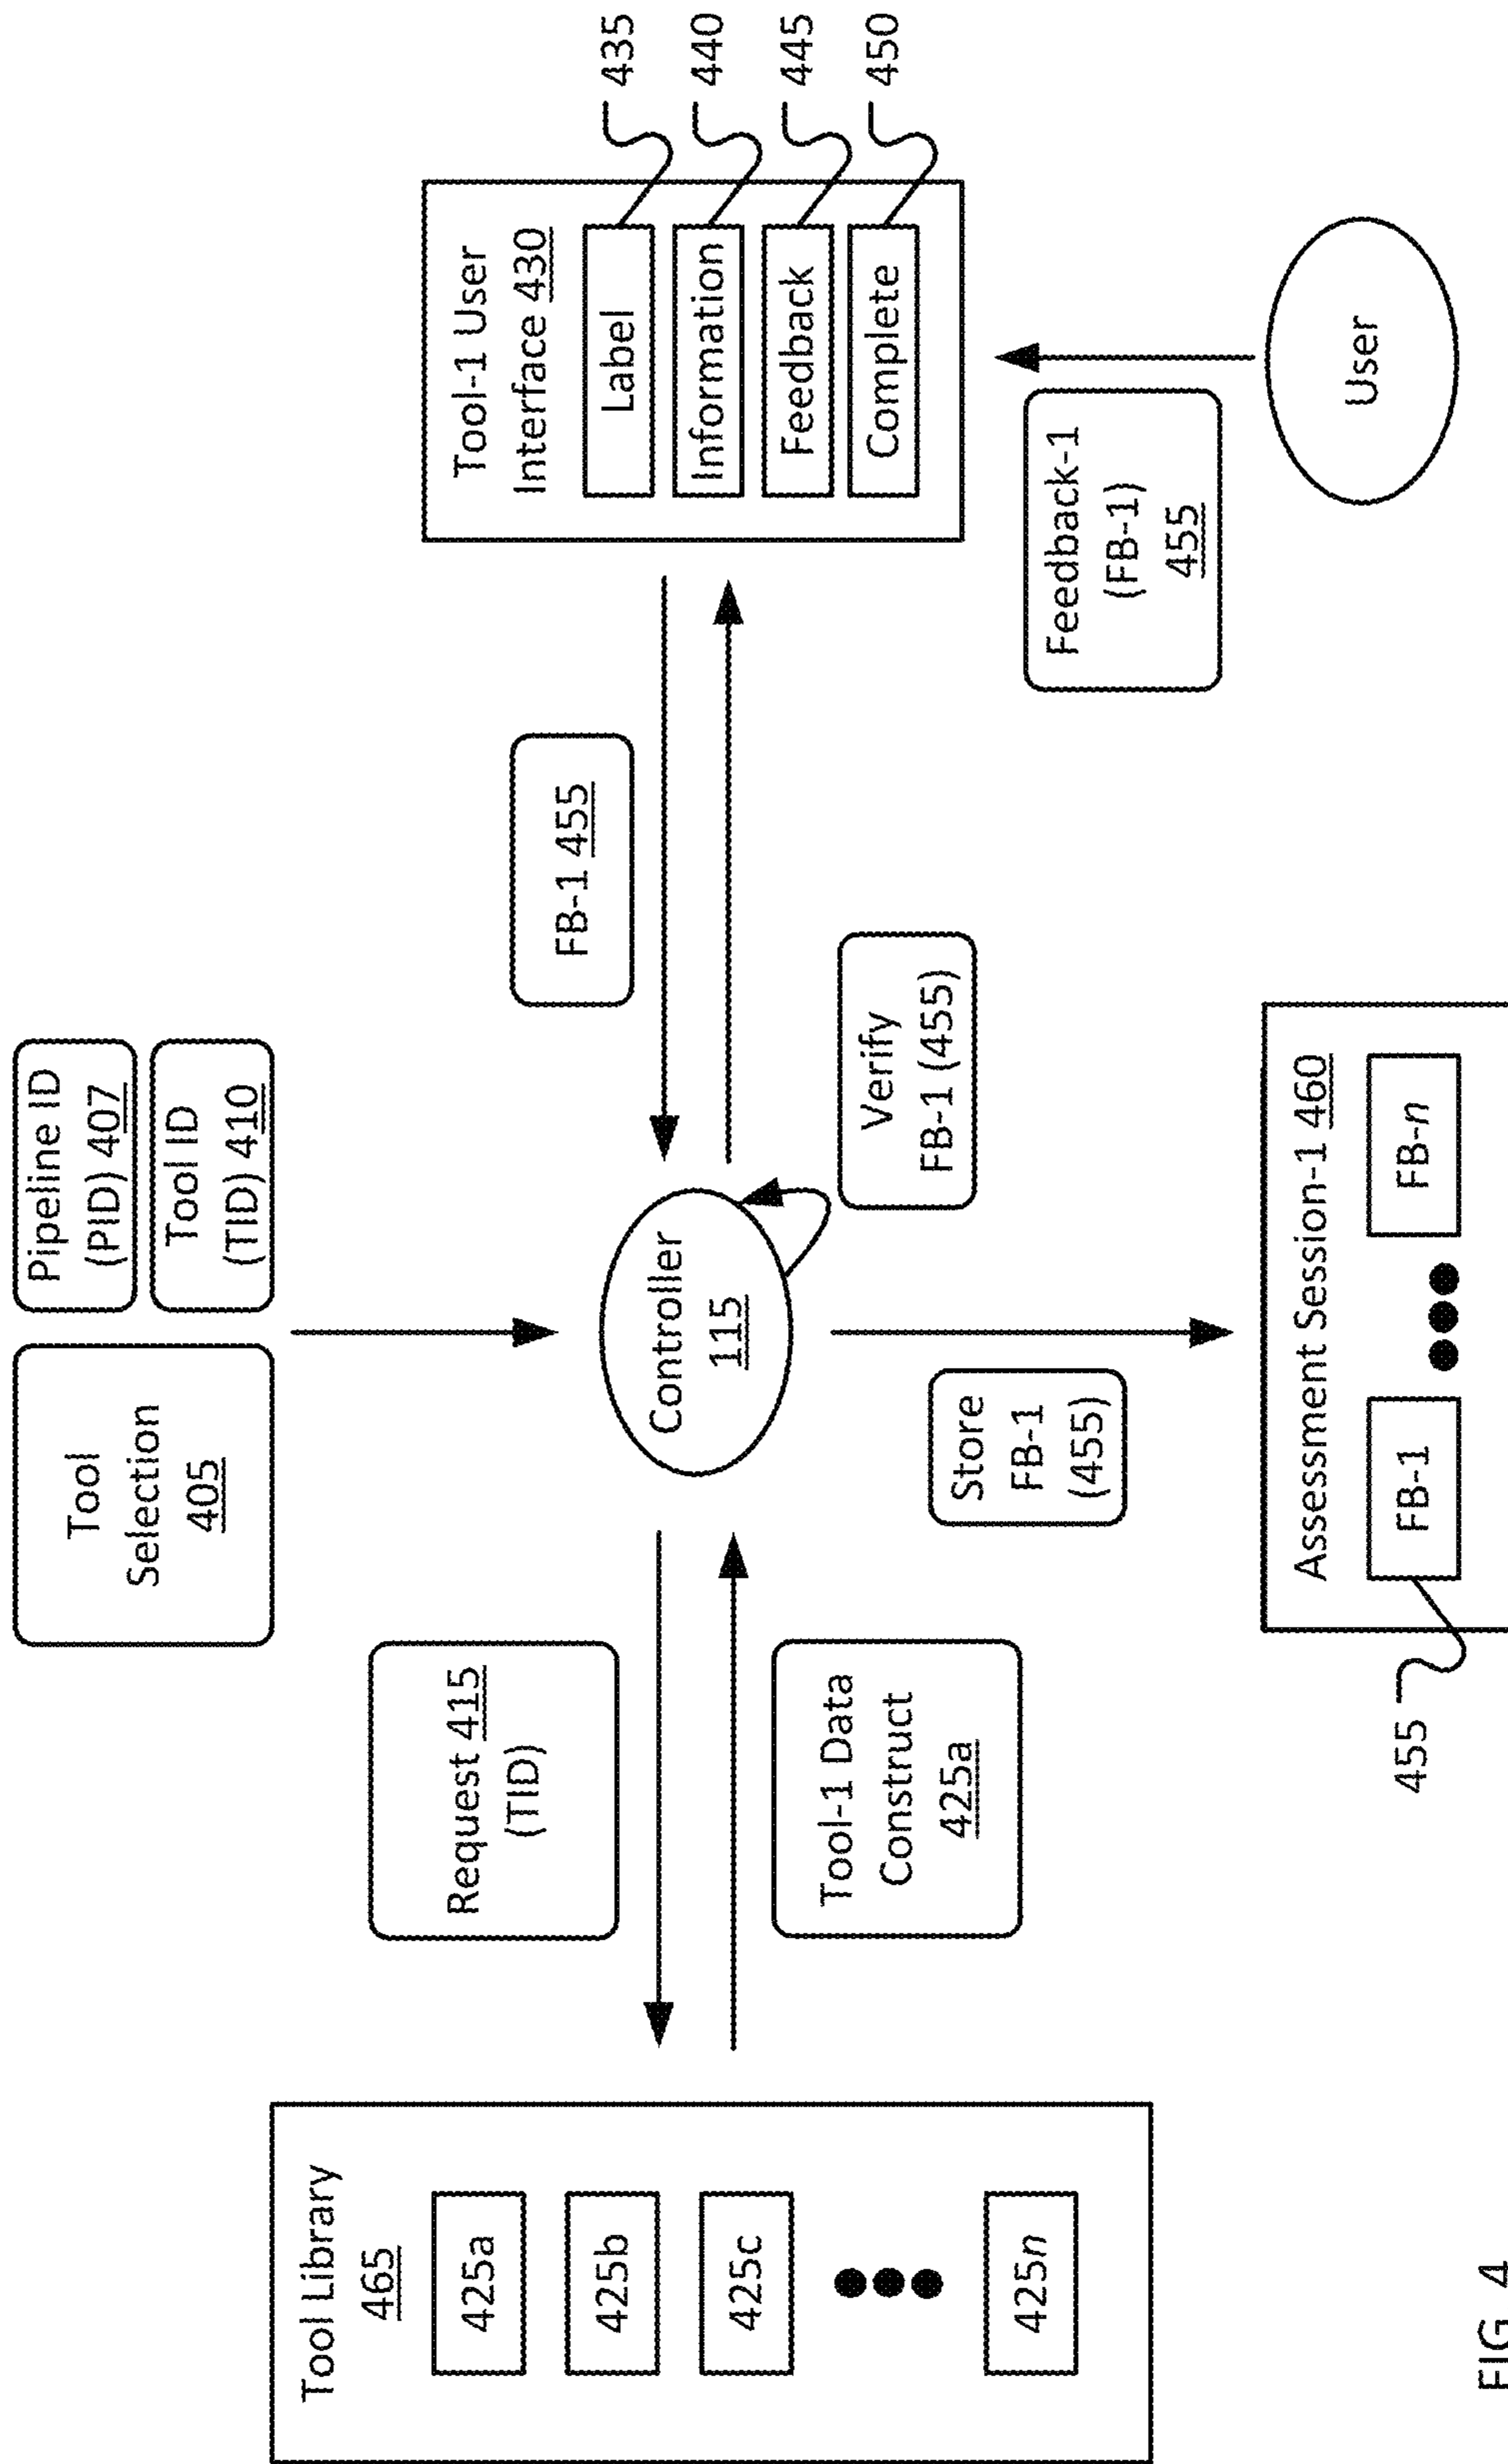 Tool
Selection
405
Pipeline ID
(PID) 407
Tool ID
(TID) 410
Tool Library
465
425a
425b
425c
425n
Request 415
(TID)
Tool-1 Data
Construct
425a
Controller
115
FB-1 455
Verify
FB-1 (455)
Store
FB-1
(455)
Tool-1 User
Interface 430
Label
Information
Feedback
Complete
435
440
445
450
Feedback-1
(FB-1)
455
User
Assessment Session-1 460
FB-1
FB-n
455
FIG. 4